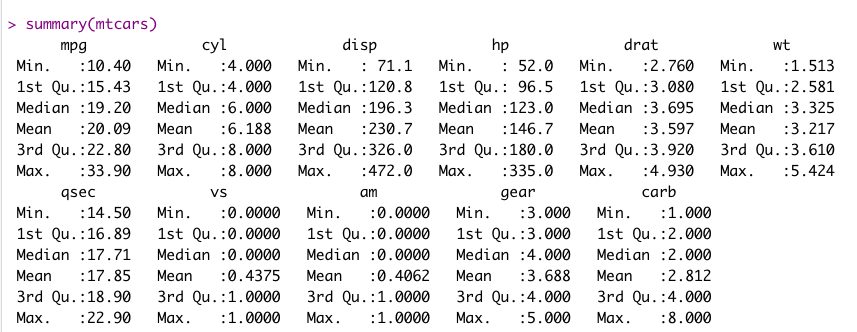 > summary(mtcars)
      mpg             cyl             disp             hp             drat             wt
 Min.   :10.40   Min.   :4.000   Min.   : 71.1   Min.   : 52.0   Min.   :2.760   Min.   :1.513
 1st Qu.:15.43   1st Qu.:4.000   1st Qu.:120.8   1st Qu.: 96.5   1st Qu.:3.080   1st Qu.:2.581
 Median :19.20   Median :6.000   Median :196.3   Median :123.0   Median :3.695   Median :3.325
 Mean   :20.09   Mean   :6.188   Mean   :230.7   Mean   :146.7   Mean   :3.597   Mean   :3.217
 3rd Qu.:22.80   3rd Qu.:8.000   3rd Qu.:326.0   3rd Qu.:180.0   3rd Qu.:3.920   3rd Qu.:3.610
 Max.   :33.90   Max.   :8.000   Max.   :472.0   Max.   :335.0   Max.   :4.930   Max.   :5.424
      qsec             vs               am              gear            carb
 Min.   :14.50   Min.   :0.0000   Min.   :0.0000   Min.   :3.000   Min.   :1.000
 1st Qu.:16.89   1st Qu.:0.0000   1st Qu.:0.0000   1st Qu.:3.000   1st Qu.:2.000
 Median :17.71   Median :0.0000   Median :0.0000   Median :4.000   Median :2.000
 Mean   :17.85   Mean   :0.4375   Mean   :0.4062   Mean   :3.688   Mean   :2.812
 3rd Qu.:18.90   3rd Qu.:1.0000   3rd Qu.:1.0000   3rd Qu.:4.000   3rd Qu.:4.000
 Max.   :22.90   Max.   :1.0000   Max.   :1.0000   Max.   :5.000   Max.   :8.000